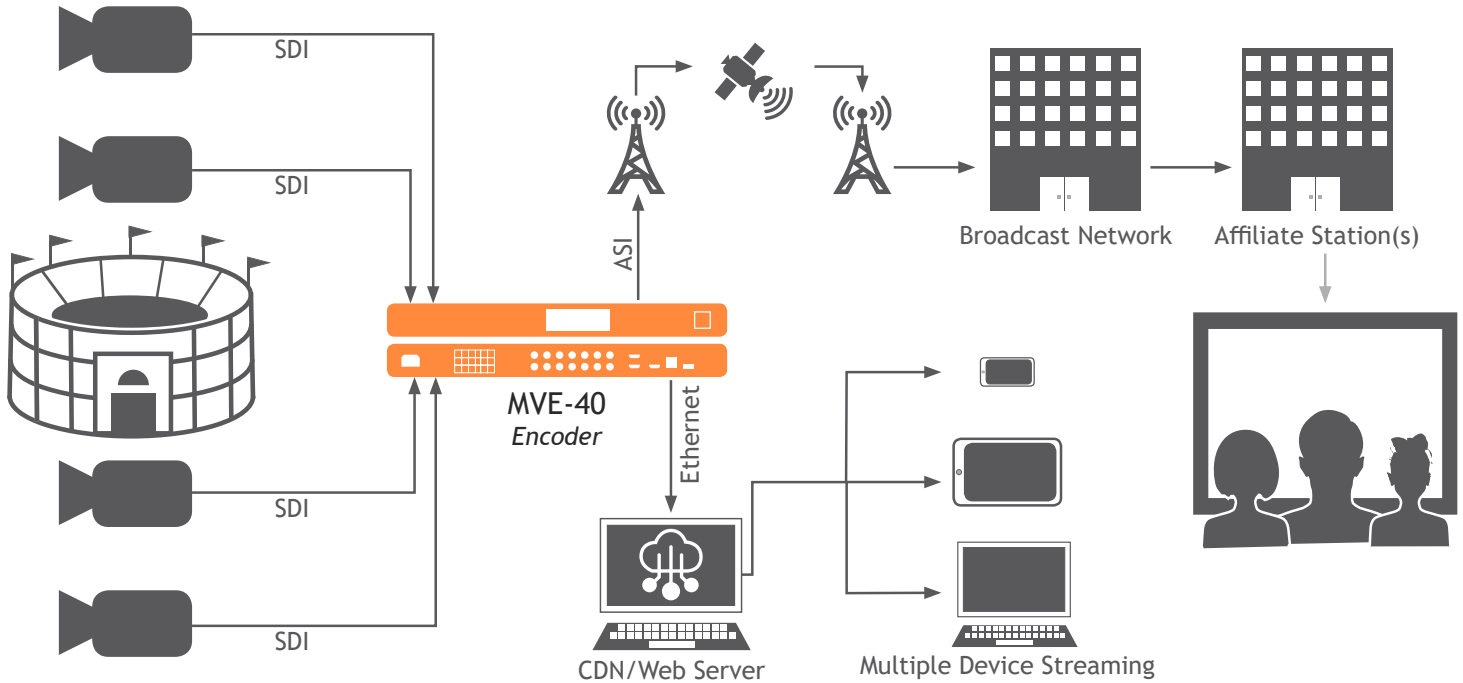 SDI
SDI
ASI
Broadcast Network
Affiliate Station(s)
MVE-40
Encoder
Ethernet
SDI
SDI
CDN/Web Server
Multiple Device Streaming